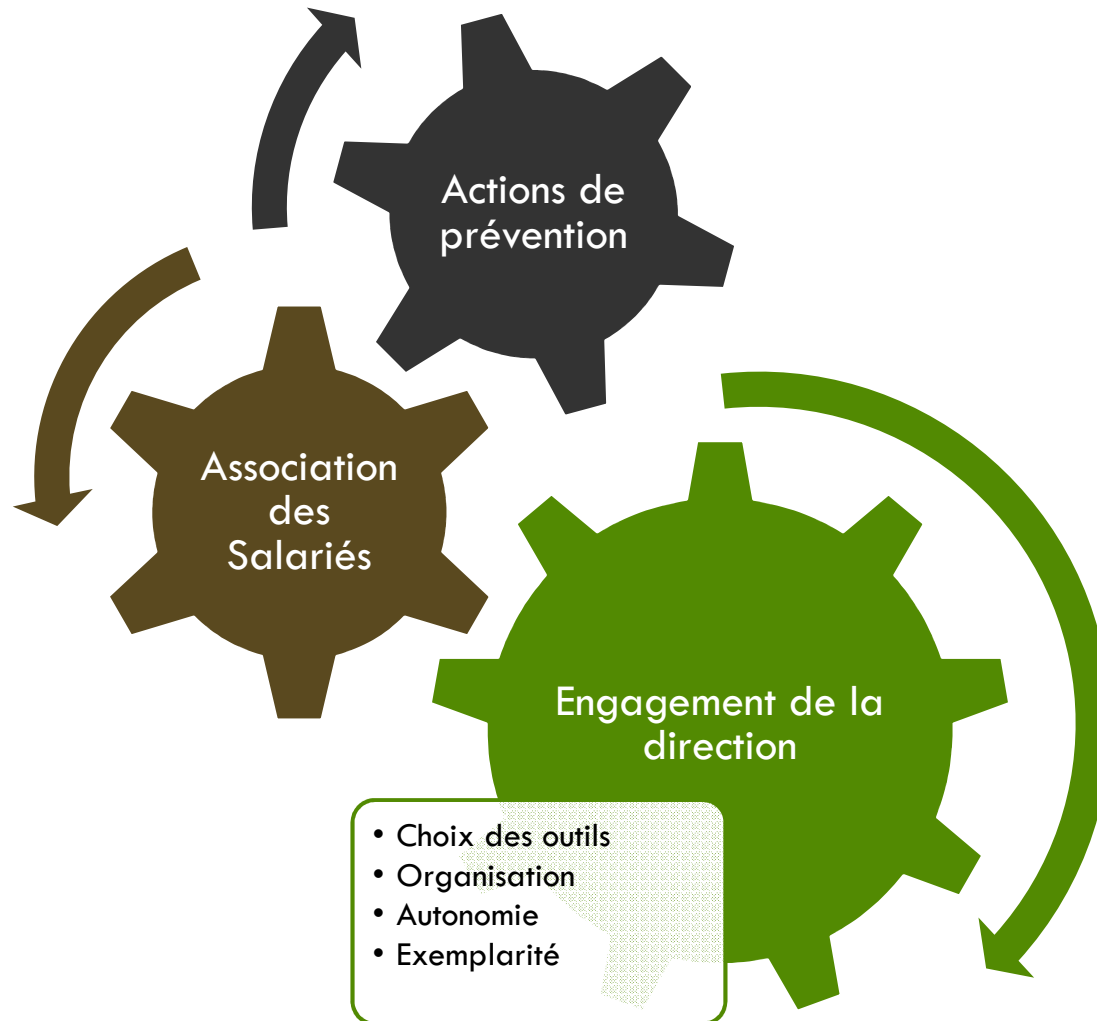 Actions de
prévention
Association
des
Salariés
Engagement de la
direction
• Choix des outils
• Organisation
• Autonomie
• Exemplarité